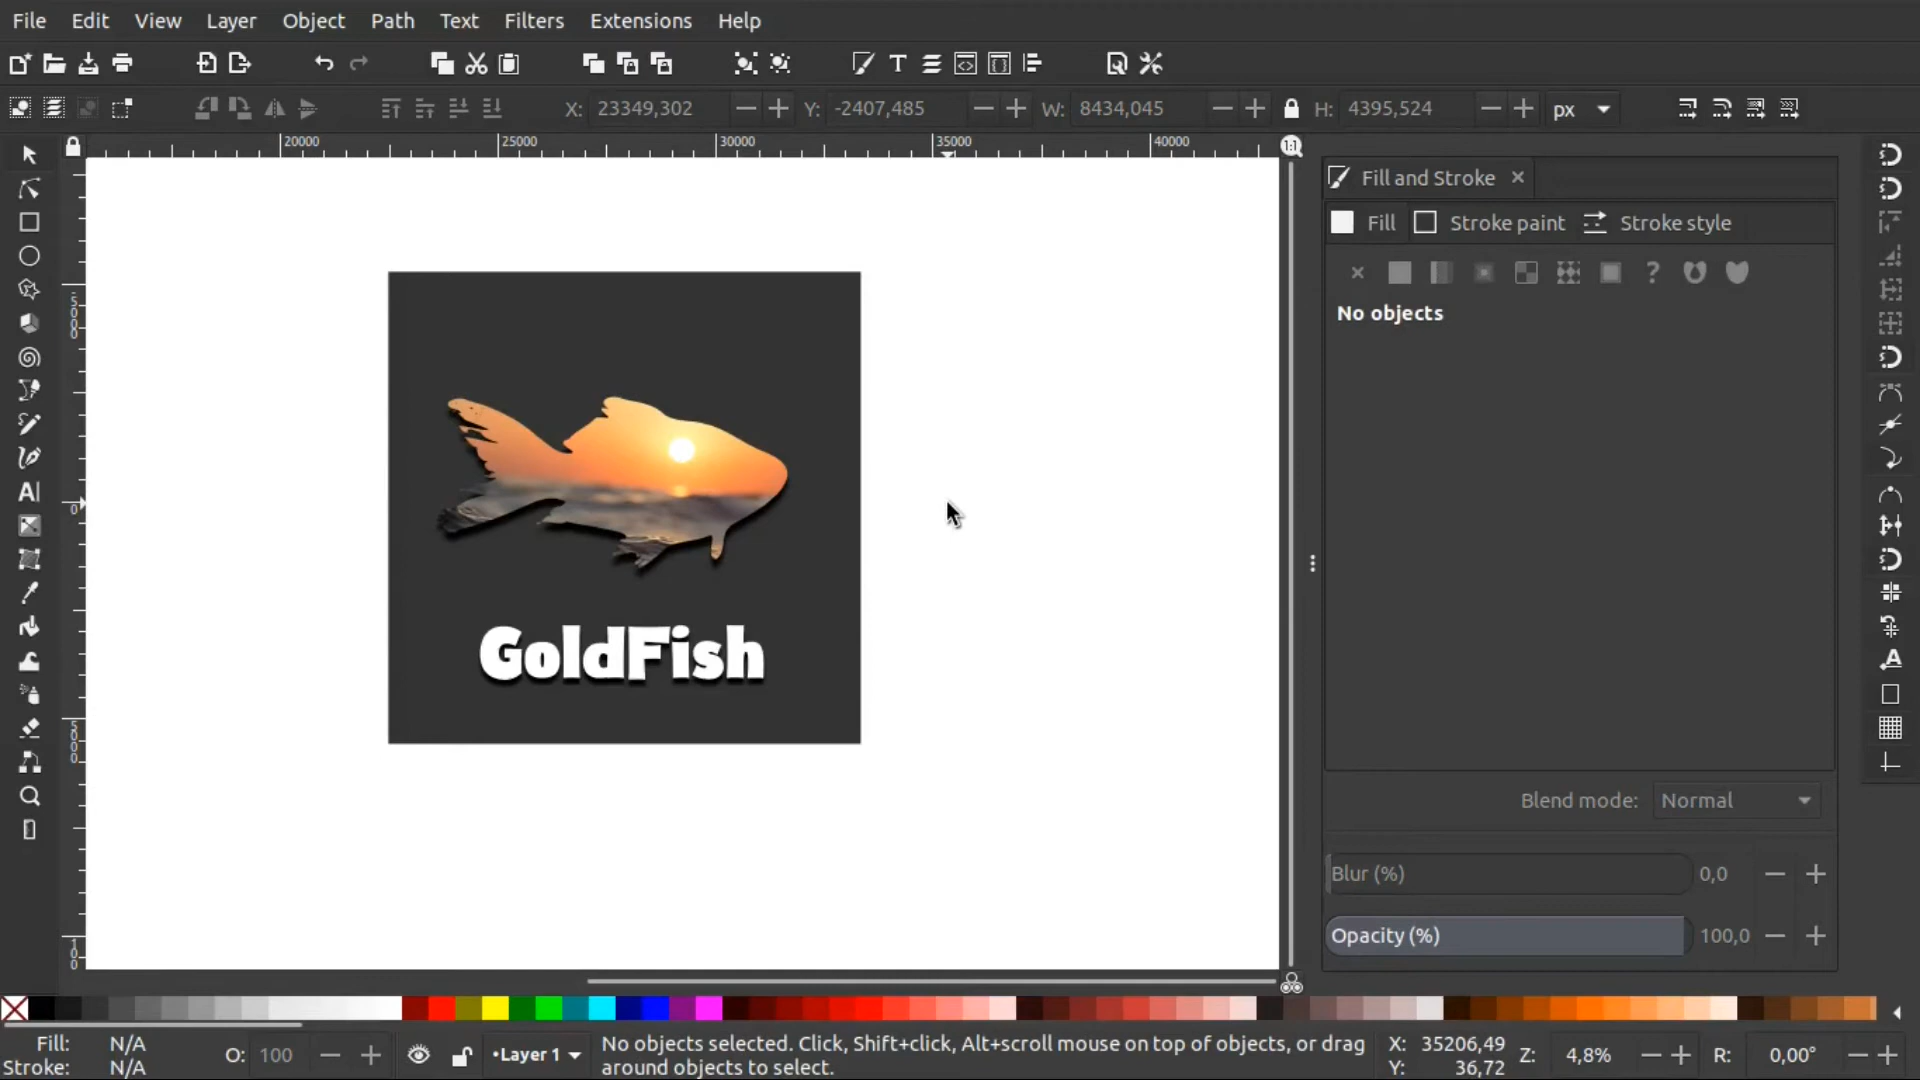 File Edit View Layer Object Path Text Filters Extensions Help
X: 23349,302 Y: -2407,485 W: 8434,045 H: 4395,524 px
20000 25000 30000 35000 40000
1:1
Fill and Stroke
Fill Stroke paint Stroke style
No objects
GoldFish
Blend mode: Normal
Blur (%) 0,0
Opacity (%) 100,0
Fill: N/A
Stroke: N/A
O: 100
•Layer 1
No objects selected. Click, Shift+click, Alt+scroll mouse on top of objects, or drag
around objects to select.
X: 35206,49
Y: 36,72
Z: 4,8%
R: 0,00°